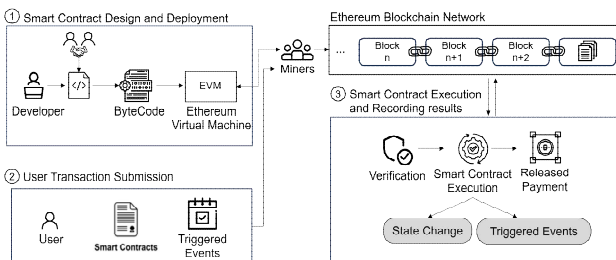 ① Smart Contract Design and Deployment
</>
Developer
ByteCode
EVM
Ethereum
Virtual Machine
② User Transaction Submission
User
Smart Contracts
Triggered
Events
Miners
Ethereum Blockchain Network
...
Block
n
Block
n+1
Block
n+2
③ Smart Contract Execution
and Recording results
Verification
Smart Contract
Execution
Released
Payment
State Change
Triggered Events